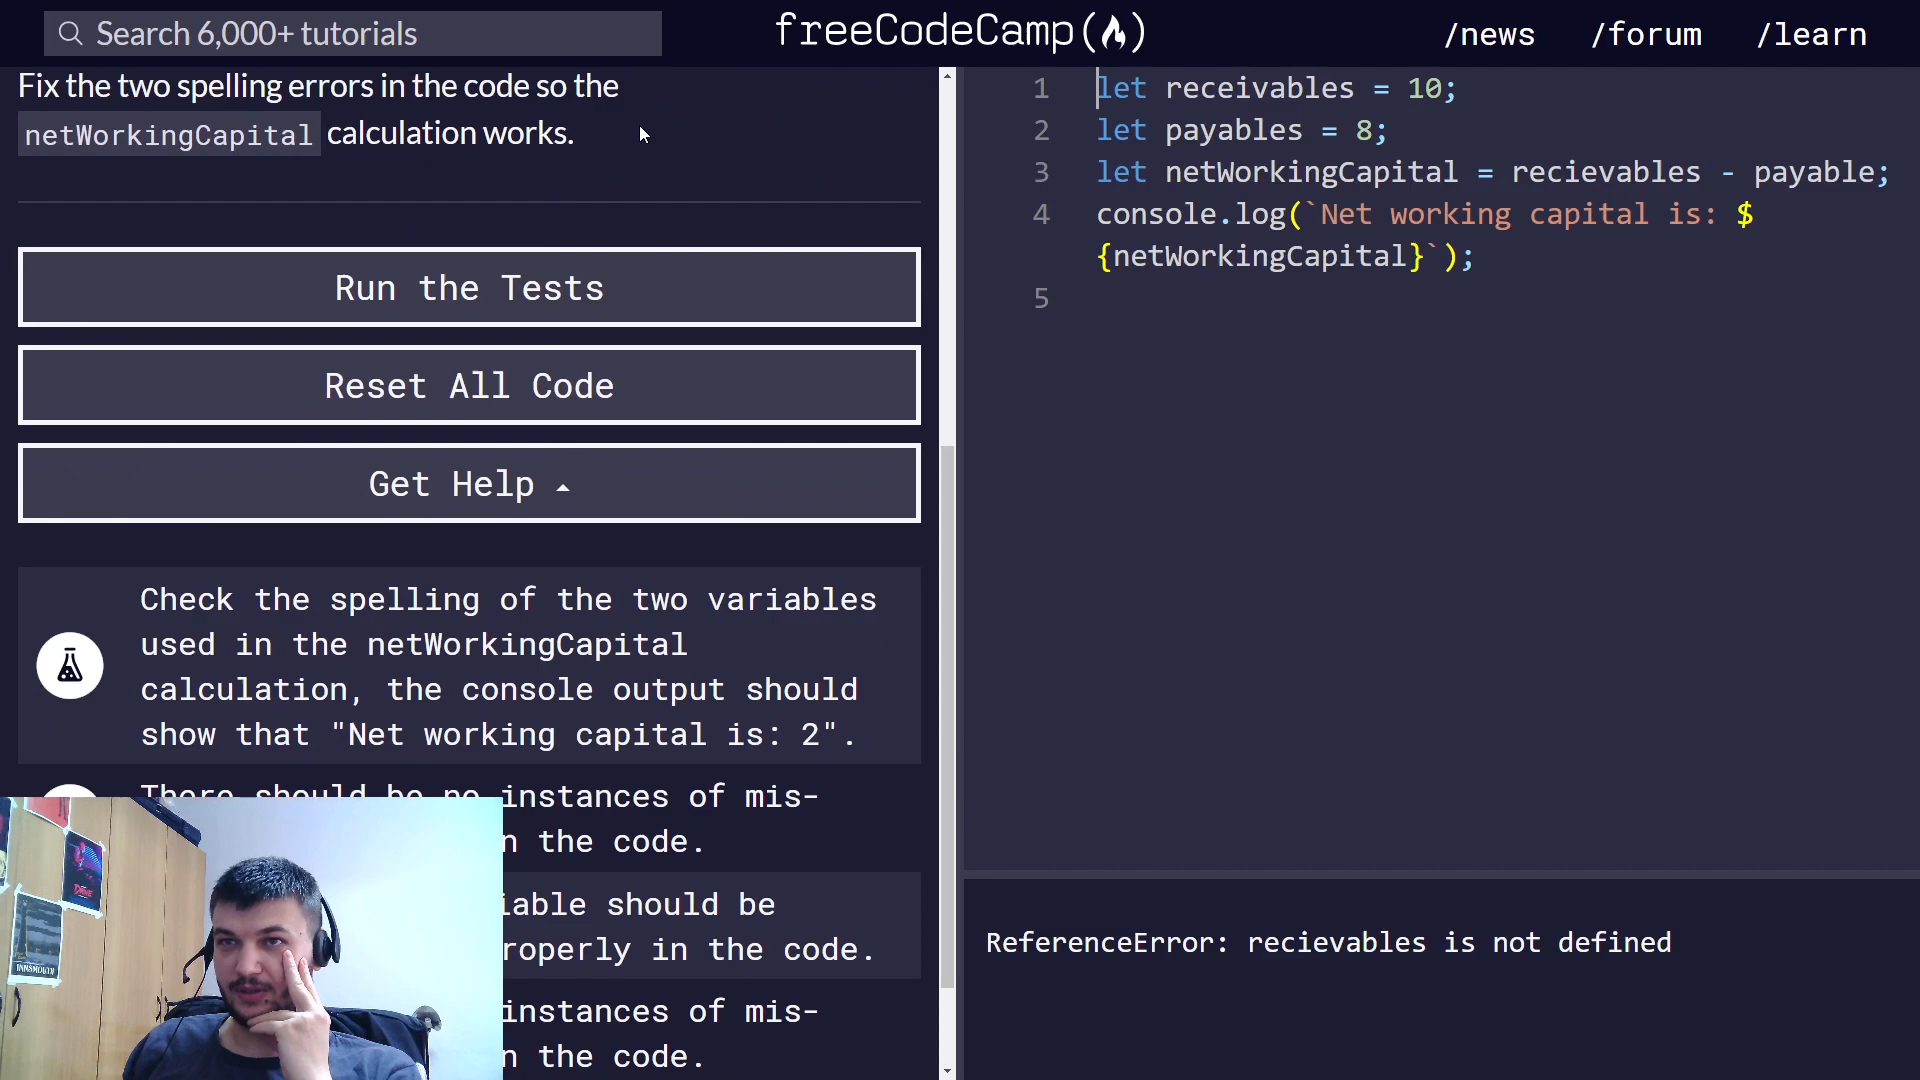 Search 6,000+ tutorials
freeCodeCamp
/news
/forum
/learn
Fix the two spelling errors in the code so the
netWorkingCapital calculation works.
Run the Tests
Reset All Code
Get Help
Check the spelling of the two variables
used in the netWorkingCapital
calculation, the console output should
show that "Net working capital is: 2".
There should be no instances of mis-
n the code.
iable should be
roperly in the code.
instances of mis-
n the code.
1 let receivables = 10;
2 let payables = 8;
3 let netWorkingCapital = recievables - payable;
4 console.log(`Net working capital is: $
{netWorkingCapital}`);
5
ReferenceError: recievables is not defined
INNSMOUTH